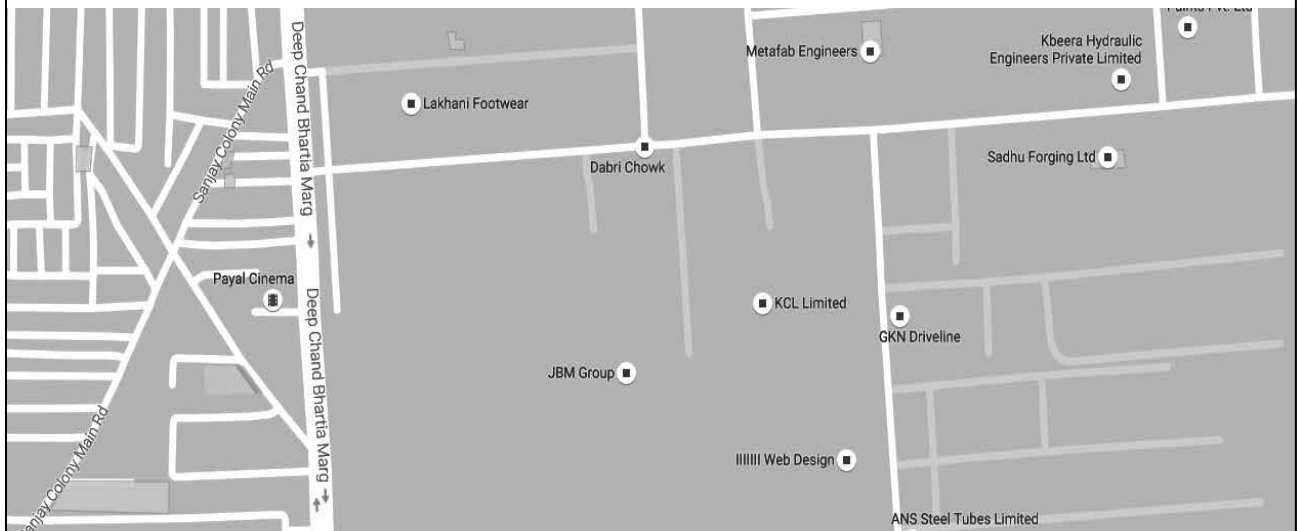 Pvt. Ltd
Metafab Engineers
Kbeera Hydraulic
Engineers Private Limited
Deep Chand Bhartia Marg
Sanjay Colony Main Rd
Lakhani Footwear
Dabri Chowk
Sadhu Forging Ltd
Payal Cinema
KCL Limited
Deep Chand Bhartia Marg
GKN Driveline
JBM Group
Sanjay Colony Main Rd
IIIIIII Web Design
ANS Steel Tubes Limited